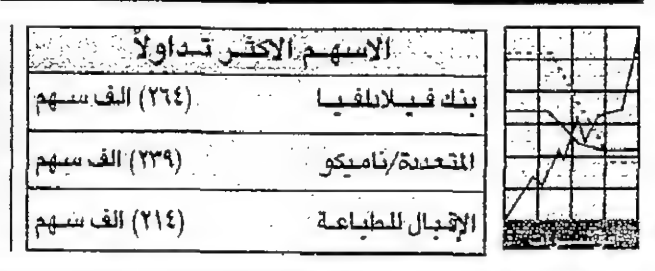 الاسهم الاكثر تداولاً
بنك فيلادلفيا (٢٦٤) الف سهم
المتعددة/ناميكو (٢٣٩) الف سهم
الإقبال للطباعة (٢١٤) الف سهم